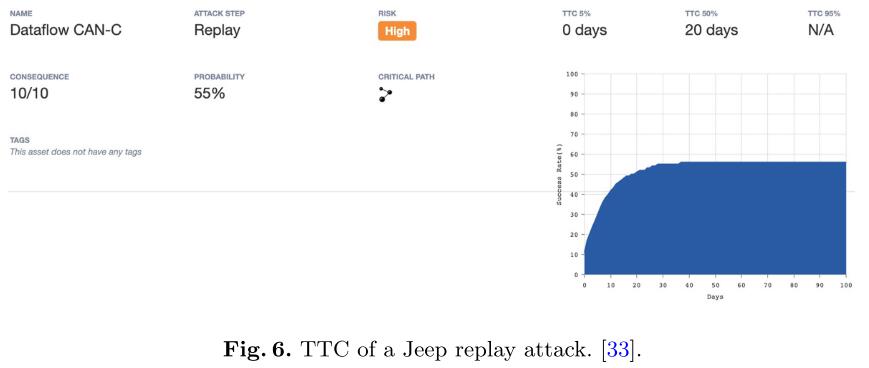 NAME ATTACK STEP RISK TTC 5% TTC 50% TTC 95%
Dataflow CAN-C Replay High 0 days 20 days N/A
CONSEQUENCE PROBABILITY CRITICAL PATH
10/10 55%
TAGS
This asset does not have any tags
100
90
80
70
60
50
40
30
20
10
0
Success Rate(%)
0 10 20 30 40 50 60 70 80 90 100
Days
Fig. 6. TTC of a Jeep replay attack. [33].